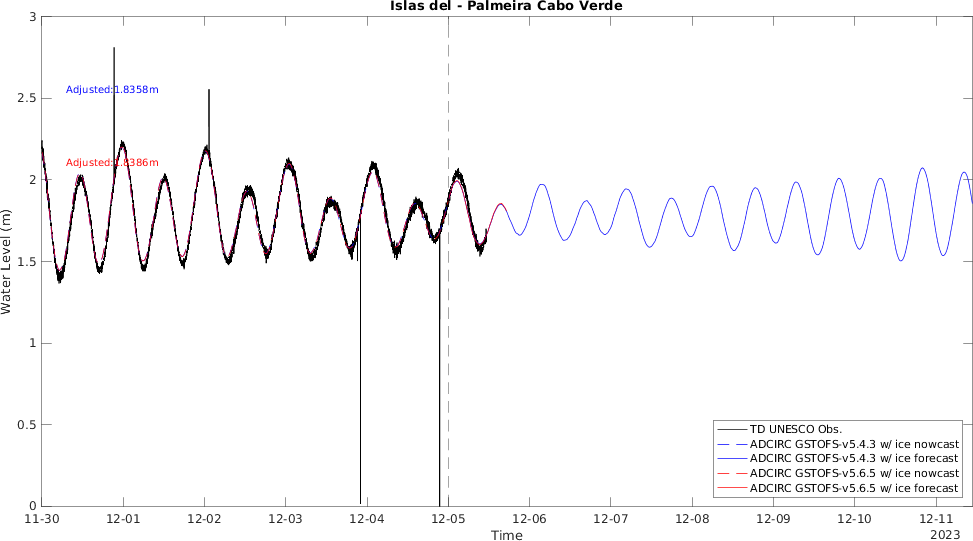 Islas del - Palmeira Cabo Verde
3
2.5
2
1.5
1
0.5
0
Water Level (m)
Adjusted:1.8358m
Adjusted:1.8386m
TD UNESCO Obs.
ADCIRC GSTOFS-v5.4.3 w/ ice nowcast
ADCIRC GSTOFS-v5.4.3 w/ ice forecast
ADCIRC GSTOFS-v5.6.5 w/ ice nowcast
ADCIRC GSTOFS-v5.6.5 w/ ice forecast
11-30 12-01 12-02 12-03 12-04 12-05 12-06 12-07 12-08 12-09 12-10 12-11
Time
2023